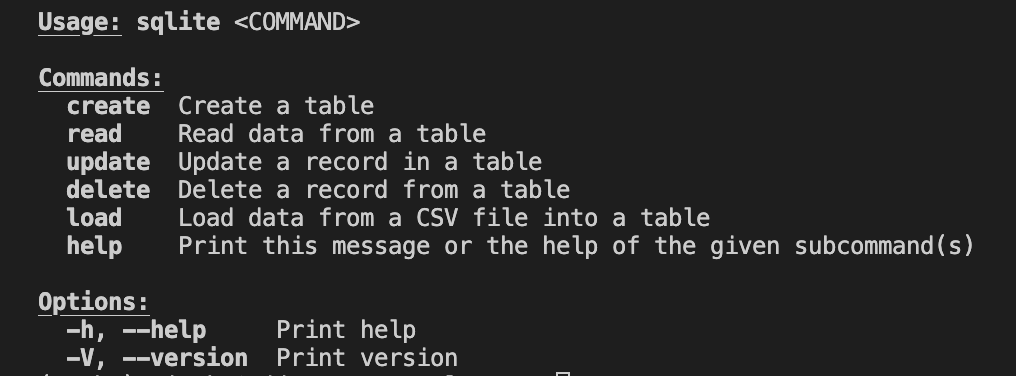 Usage: sqlite <COMMAND>
Commands:
create Create a table
read Read data from a table
update Update a record in a table
delete Delete a record from a table
load Load data from a CSV file into a table
help Print this message or the help of the given subcommand(s)
Options:
-h, --help Print help
-V, --version Print version